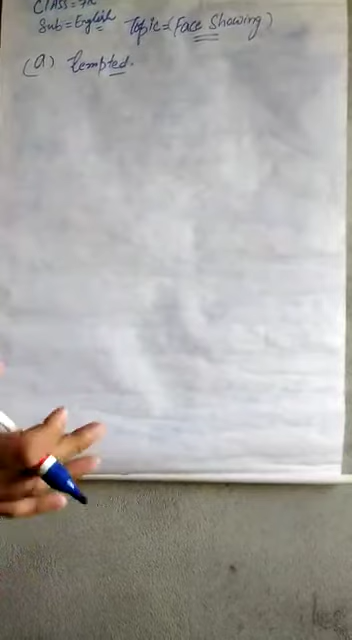 CLASS = 7th
Sub = English Topic = (Face Showing)
(a) Tempted.